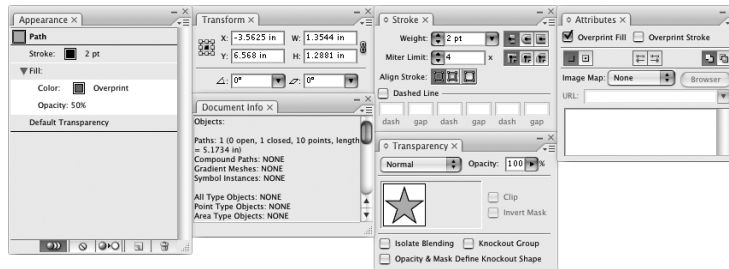 Appearance ×
Path
Stroke: 2 pt
Fill:
Color: Overprint
Opacity: 50%
Default Transparency
Transform ×
X: -3.5625 in W: 1.3544 in
Y: 6.568 in H: 1.2881 in
0° 0°
Document Info ×
Objects:
Paths: 1 (0 open, 1 closed, 10 points, length
= 5.1734 in)
Compound Paths: NONE
Gradient Meshes: NONE
Symbol Instances: NONE
All Type Objects: NONE
Point Type Objects: NONE
Area Type Objects: NONE
Stroke ×
Weight: 2 pt
Miter Limit: 4 x
Align Stroke:
Dashed Line
dash gap dash gap dash gap
Transparency ×
Normal Opacity: 100 %
Clip
Invert Mask
Isolate Blending Knockout Group
Opacity & Mask Define Knockout Shape
Attributes ×
Overprint Fill Overprint Stroke
Image Map: None Browser
URL: